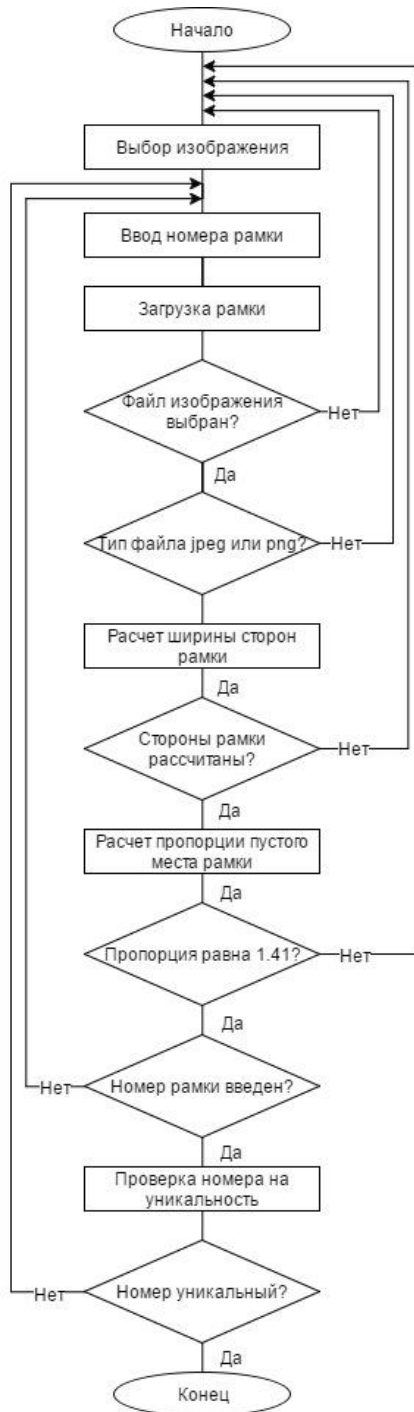 Начало
Выбор изображения
Ввод номера рамки
Загрузка рамки
Файл изображения
выбран?
Нет
Да
Тип файла jpeg или png?
Нет
Расчет ширины сторон
рамки
Да
Стороны рамки
рассчитаны?
Нет
Да
Расчет пропорции пустого
места рамки
Да
Пропорция равна 1.41?
Нет
Да
Нет
Номер рамки введен?
Да
Проверка номера на
уникальность
Нет
Номер уникальный?
Да
Конец